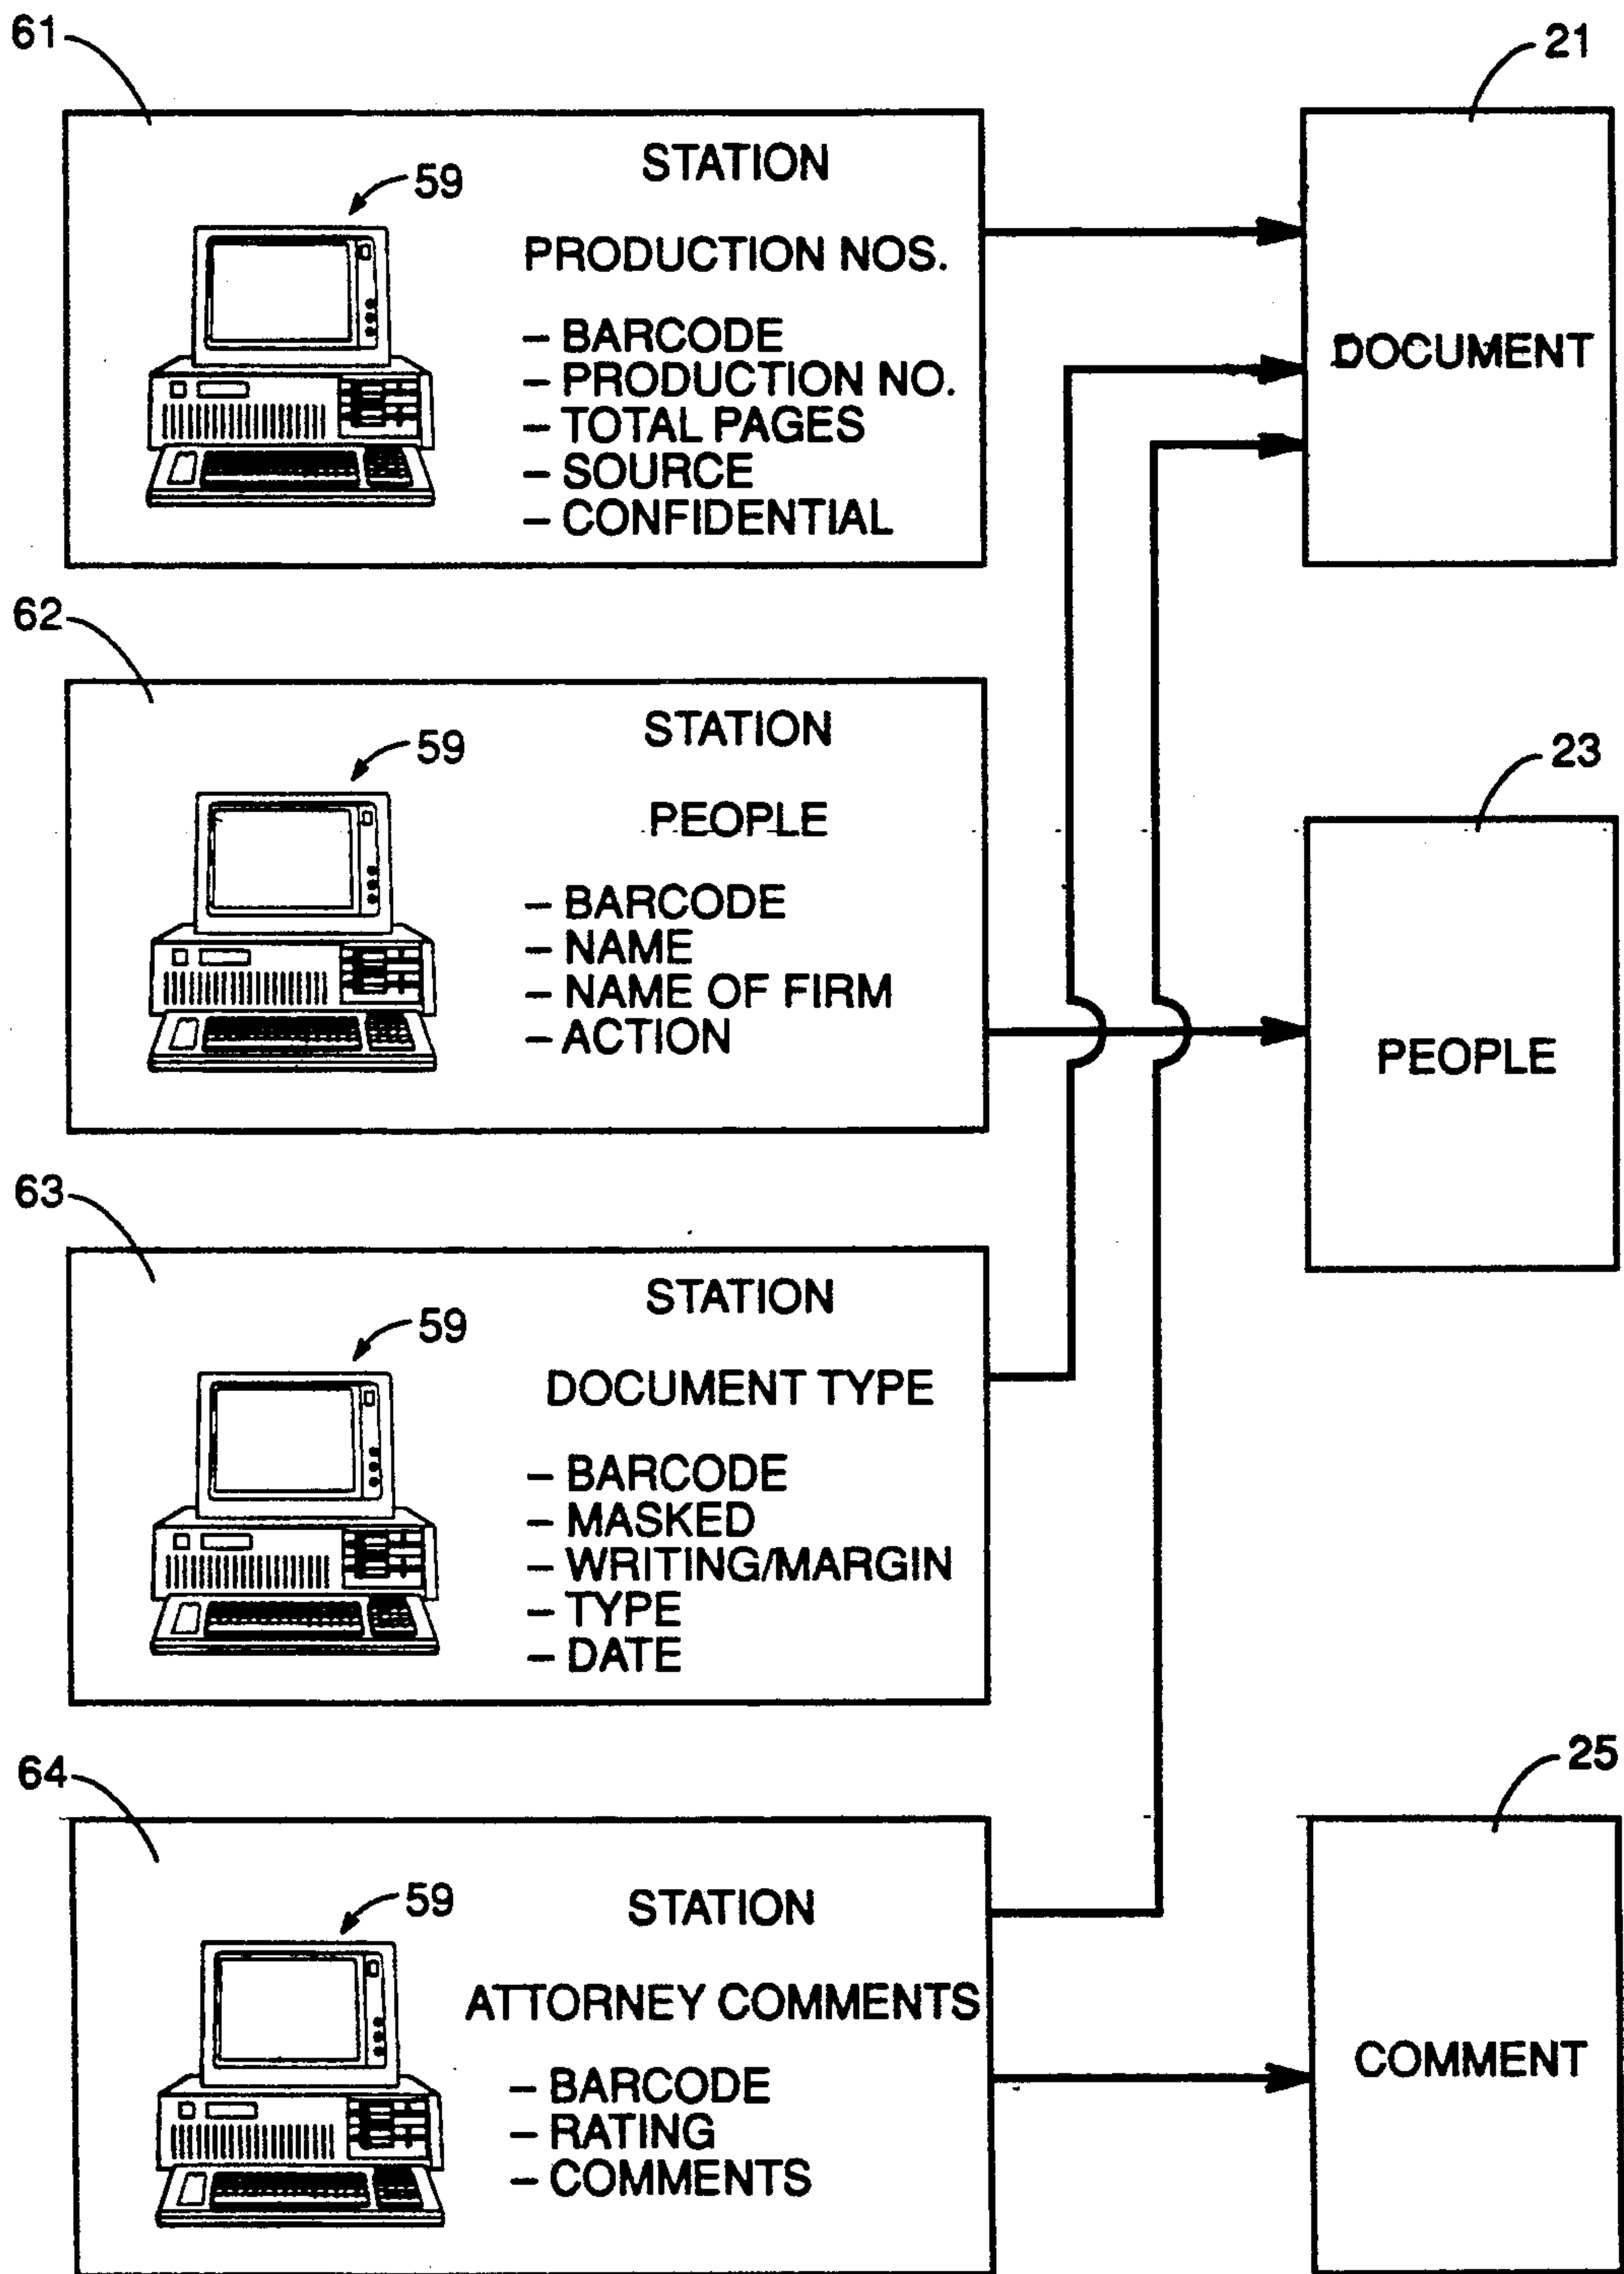 61
21
59
STATION
PRODUCTION NOS.
– BARCODE
– PRODUCTION NO.
– TOTAL PAGES
– SOURCE
– CONFIDENTIAL
DOCUMENT
62
59
STATION
PEOPLE
– BARCODE
– NAME
– NAME OF FIRM
– ACTION
23
PEOPLE
63
59
STATION
DOCUMENT TYPE
– BARCODE
– MASKED
– WRITING/MARGIN
– TYPE
– DATE
64
59
STATION
ATTORNEY COMMENTS
– BARCODE
– RATING
– COMMENTS
25
COMMENT